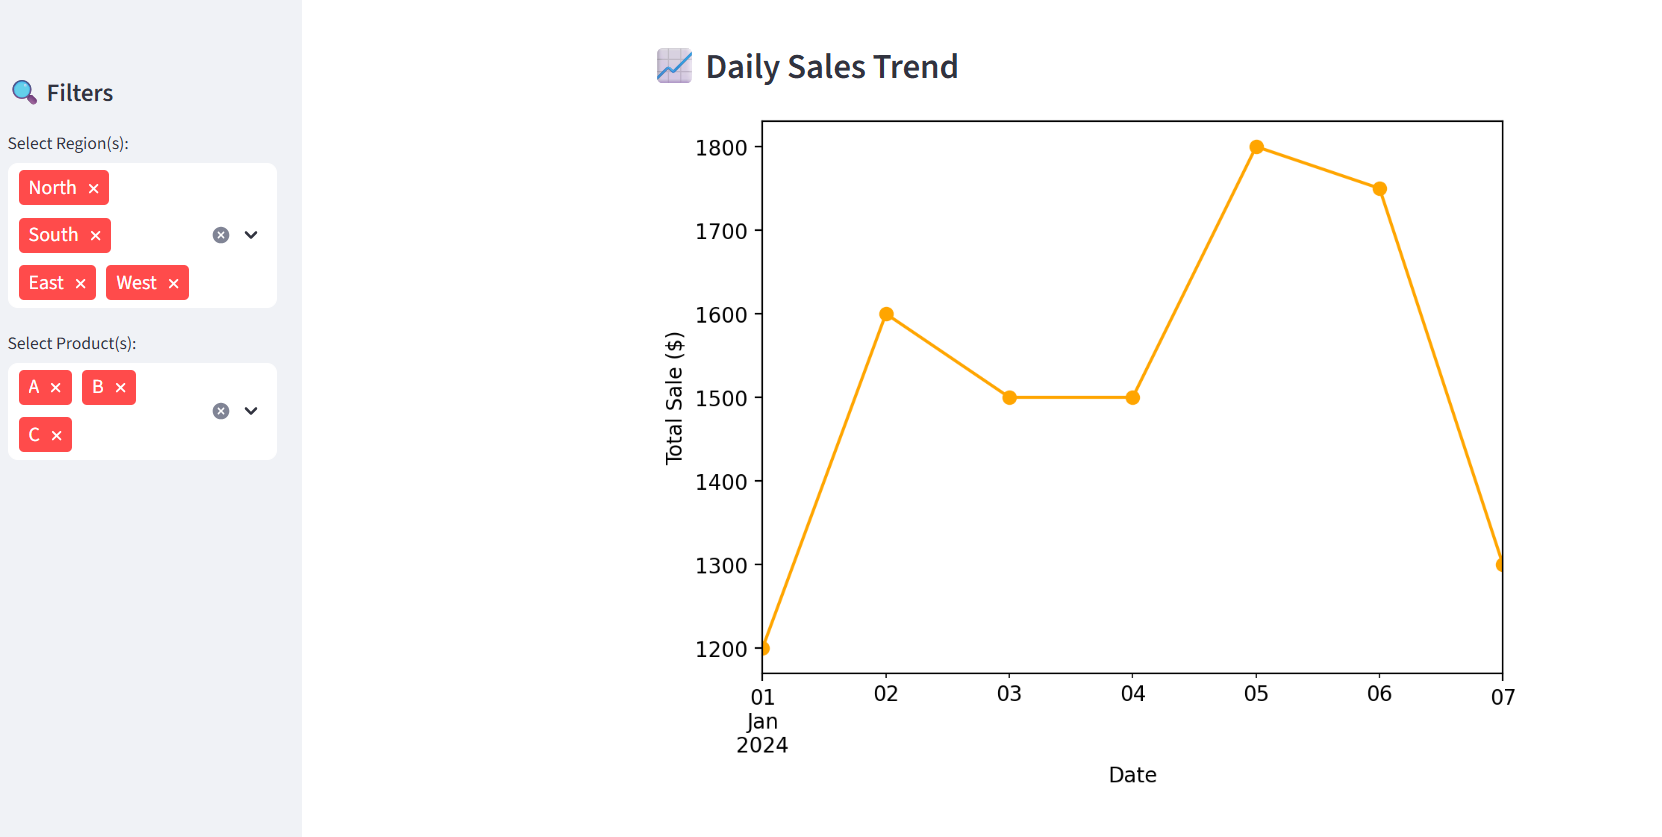 Filters
Select Region(s):
North ×
South ×
East × West ×
Select Product(s):
A × B ×
C ×
Daily Sales Trend
1800
1700
1600
1500
1400
1300
1200
Total Sale ($)
01 02 03 04 05 06 07
Jan
2024
Date